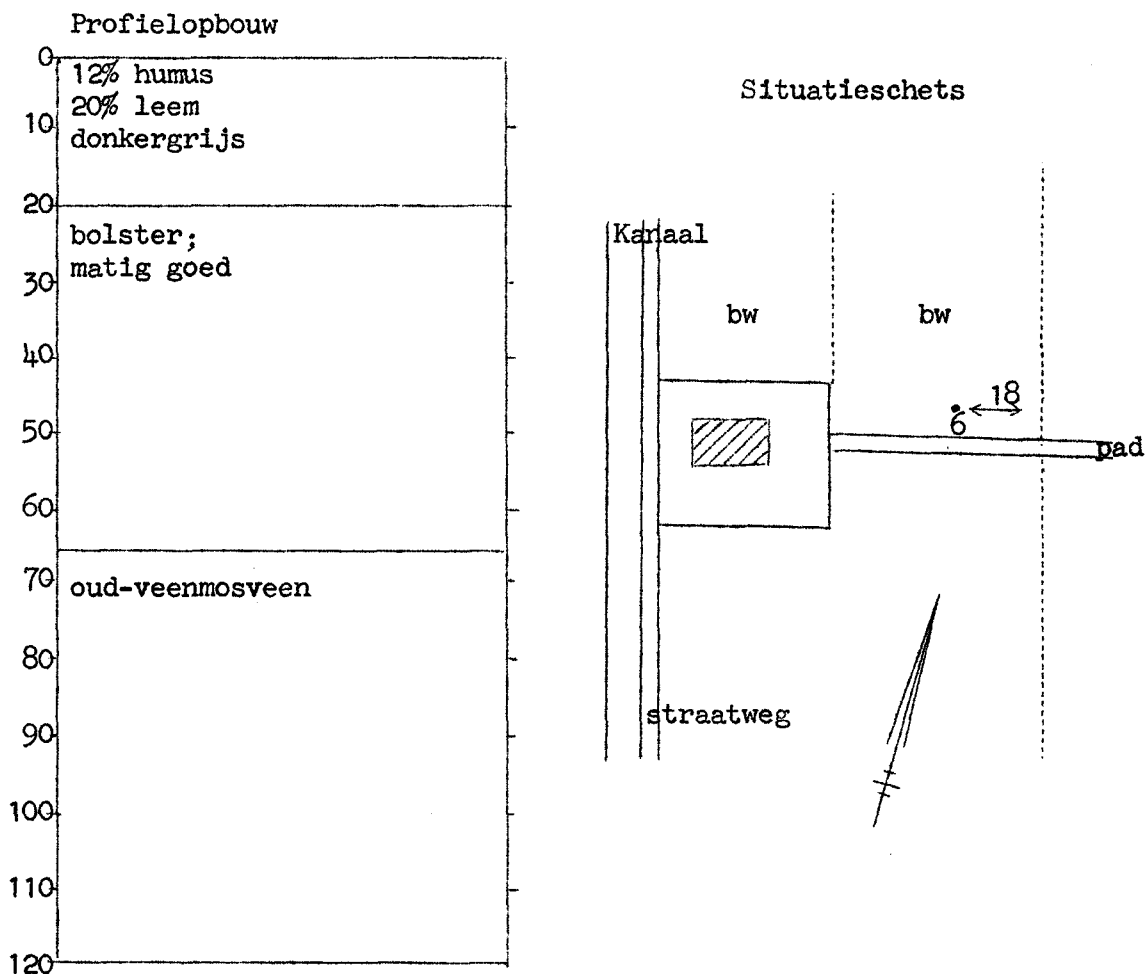 Profielopbouw
0
12% humus
20% leem
10
donkergrijs
20
bolster;
matig goed
30
40
50
60
70
oud-veenmosveen
80
90
100
110
120
Situatieschets
Kanaal
bw
bw
18
6
pad
straatweg